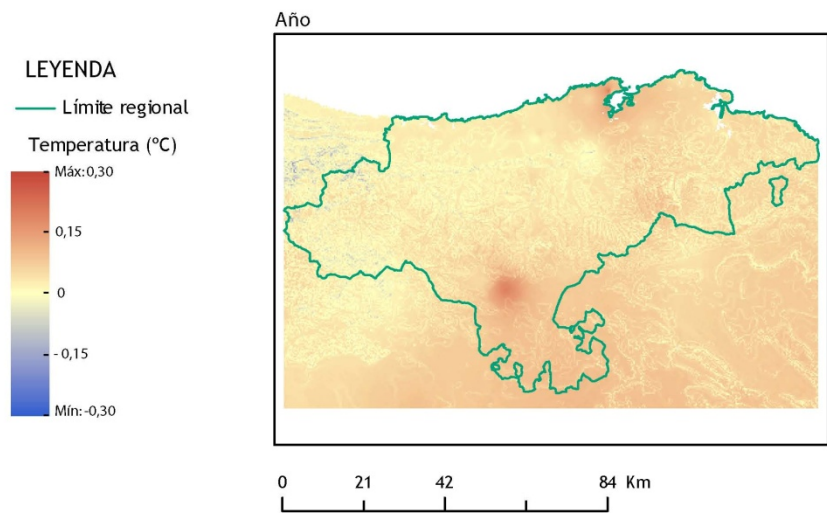 Año
LEYENDA
Límite regional
Temperatura (ºC)
Máx:0,30
0,15
0
- 0,15
Mín:-0,30
0 21 42 84 Km